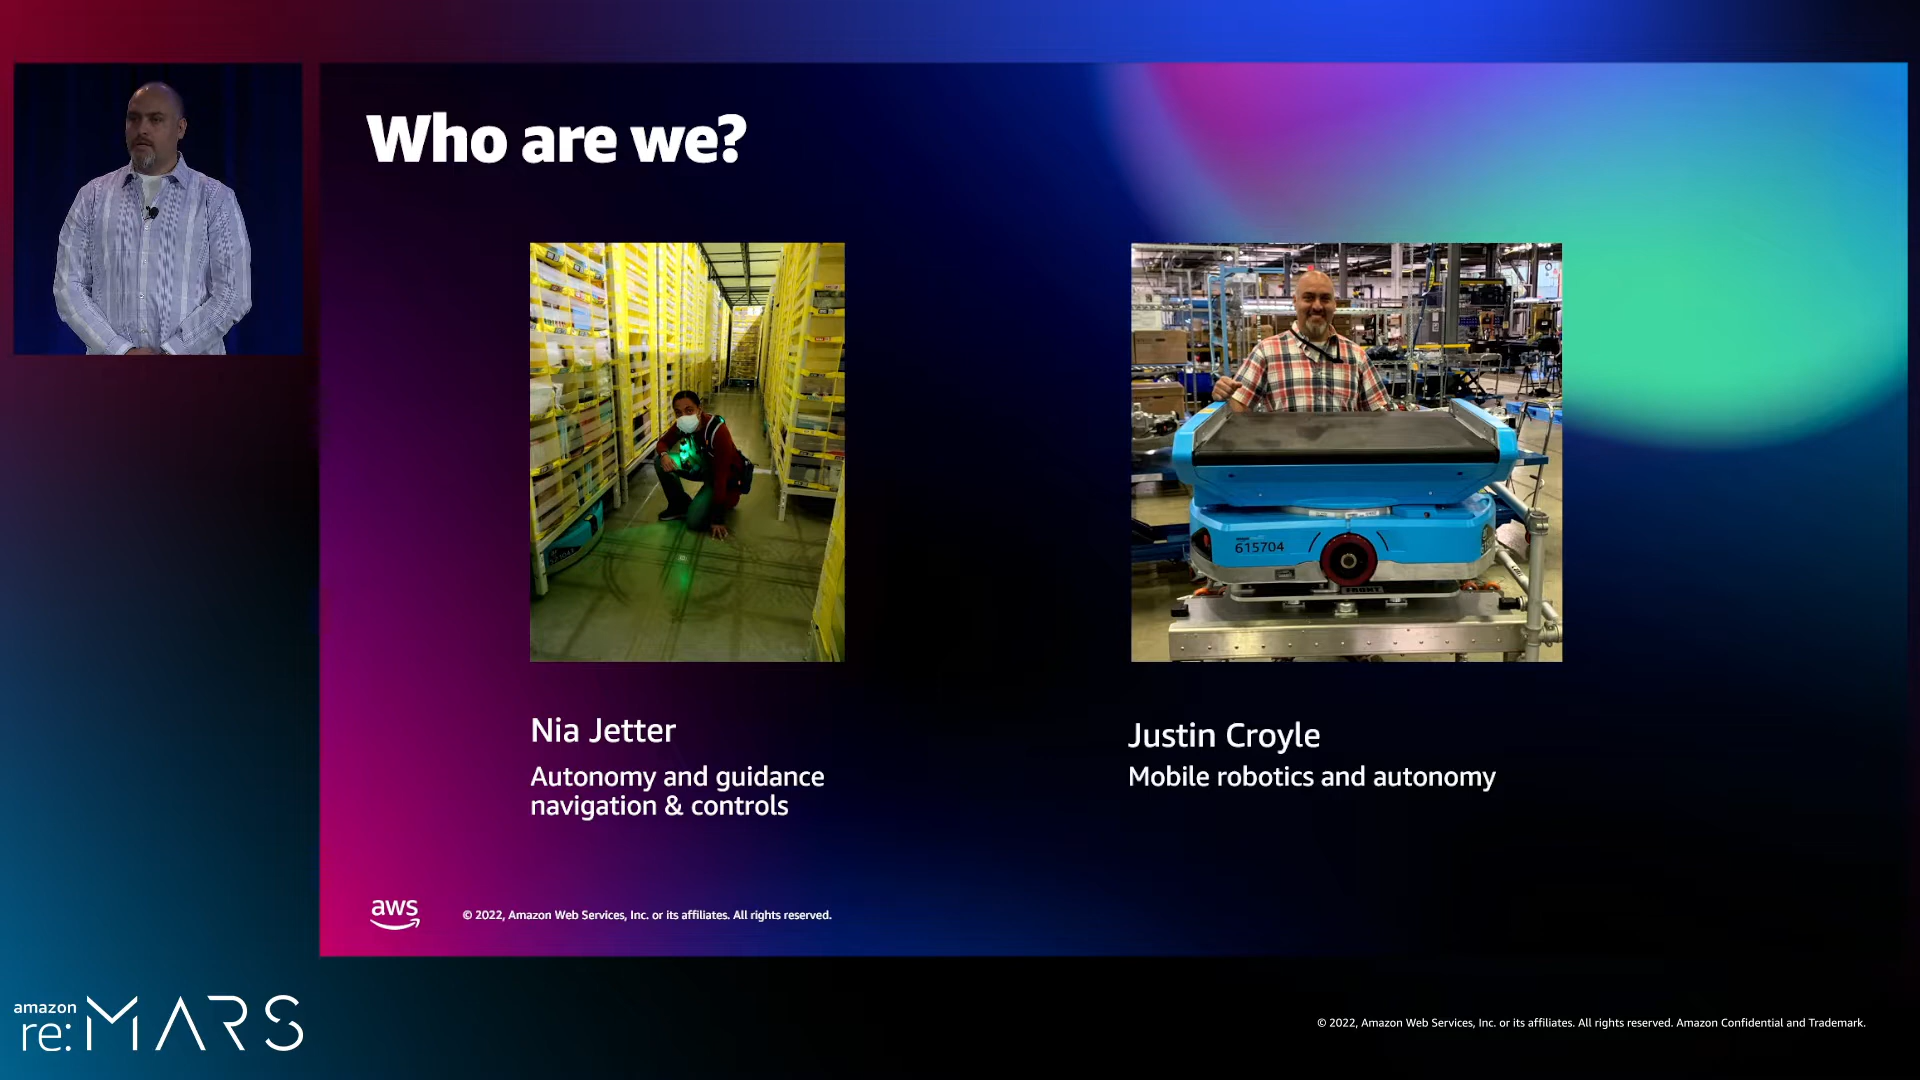 Who are we?
615704
FRONT
Nia Jetter
Autonomy and guidance
navigation & controls
Justin Croyle
Mobile robotics and autonomy
aws
© 2022, Amazon Web Services, Inc. or its affiliates. All rights reserved.
amazon
re:MARS
© 2022, Amazon Web Services, Inc. or its affiliates. All rights reserved. Amazon Confidential and Trademark.